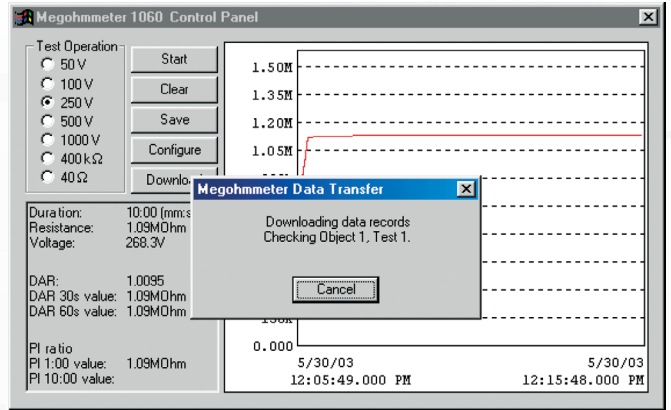 Megohmmeter 1060 Control Panel
Test Operation
50 V
100 V
250 V
500 V
1000 V
400 kΩ
40 Ω
Start
Clear
Save
Configure
Duration: 10:00
Resistance: 1.09MOhm
Voltage: 268.3V
DAR: 1.0095
DAR 30s value: 1.09MOhm
DAR 60s value: 1.09MOhm
PI ratio
PI 1:00 value: 1.09MOhm
PI 10:00 value:
1.50M
1.35M
1.20M
1.05M
Megohmmeter Data Transfer
Downloading data records
Checking Object 1, Test 1.
Cancel
0.000
5/30/03
12:05:49.000 PM
5/30/03
12:15:48.000 PM